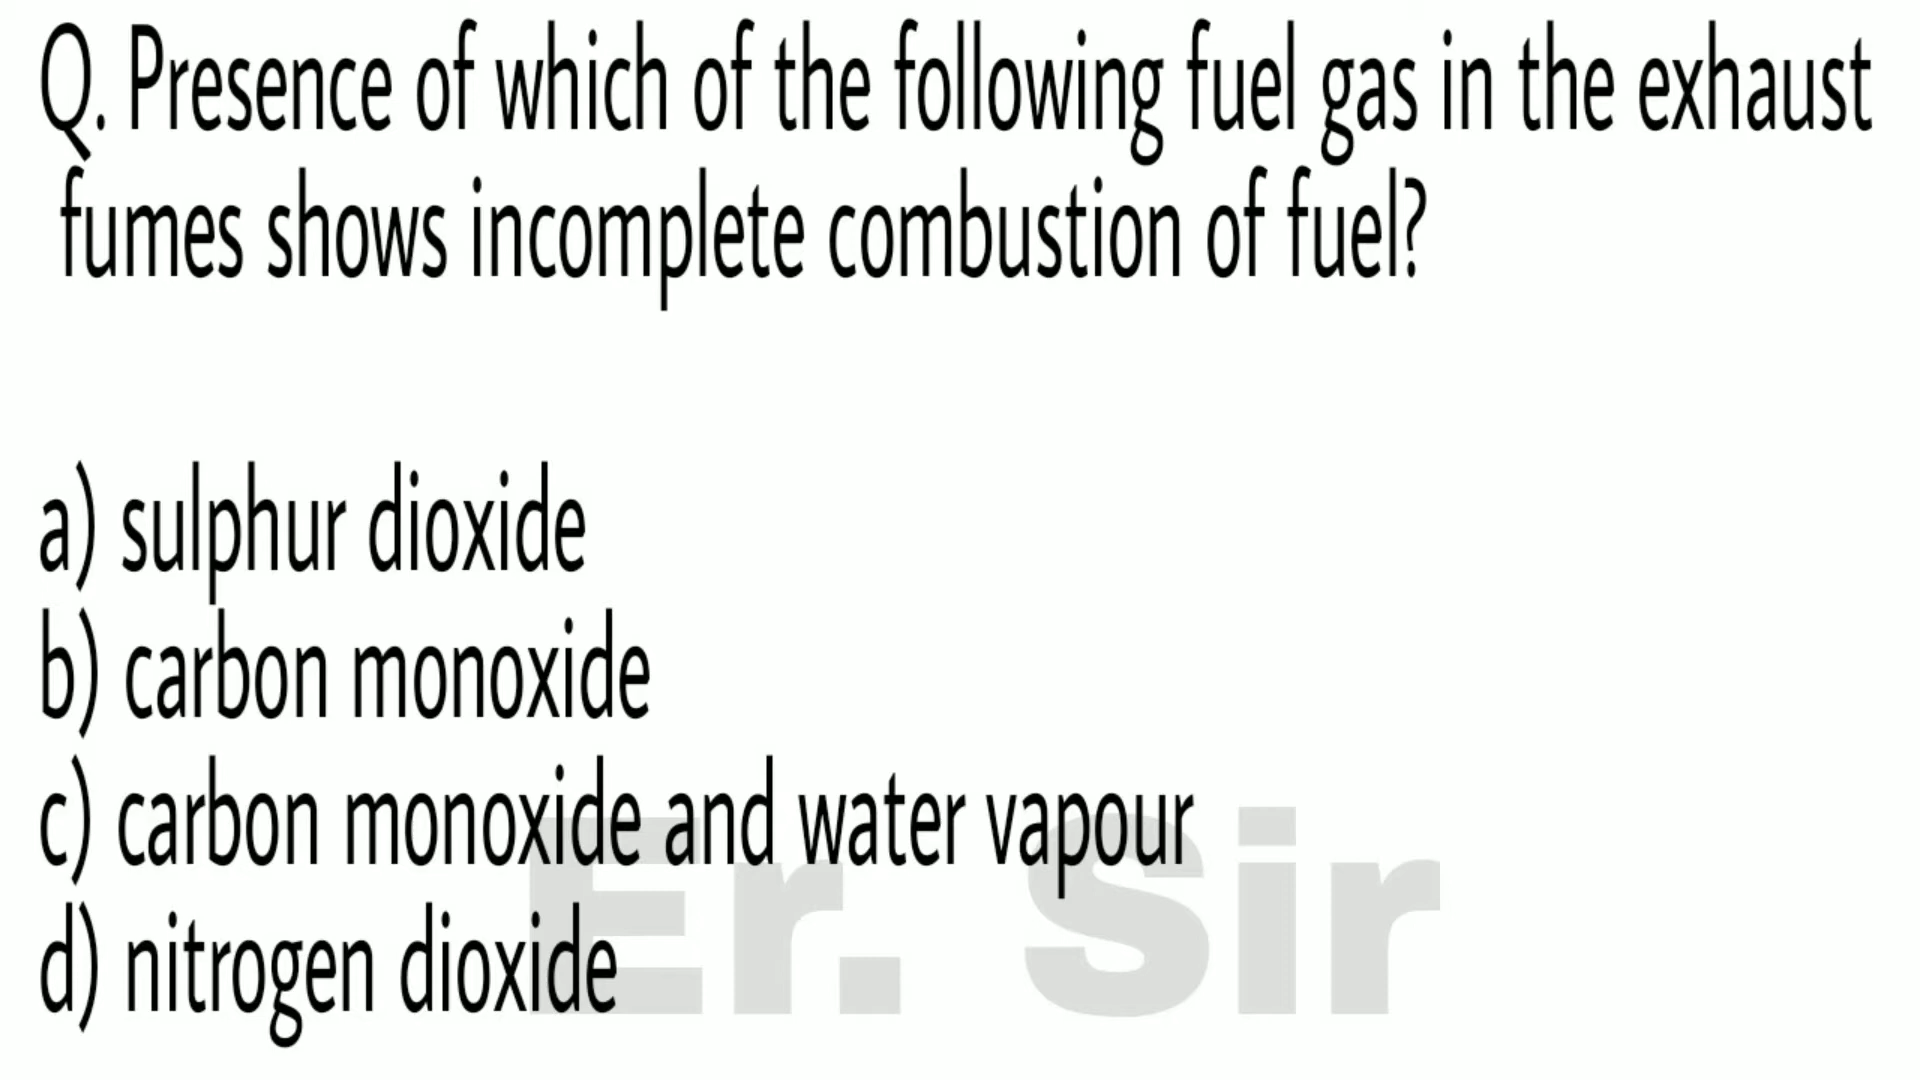 Q. Presence of which of the following fuel gas in the exhaust
fumes shows incomplete combustion of fuel?
a) sulphur dioxide
b) carbon monoxide
c) carbon monoxide and water vapour
d) nitrogen dioxide
Er. Sir